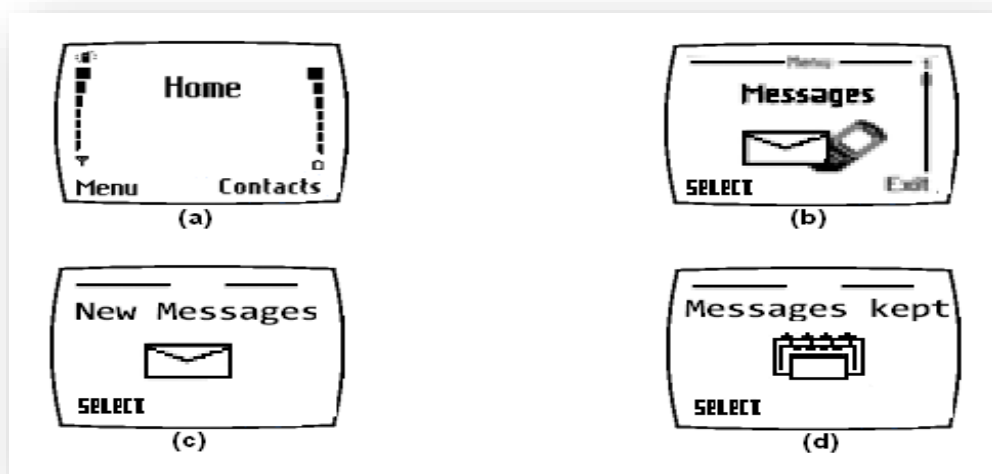 Home
Menu Contacts
(a)
Menu
Messages
SELECT Exit
(b)
New Messages
SELECT
(c)
Messages kept
SELECT
(d)